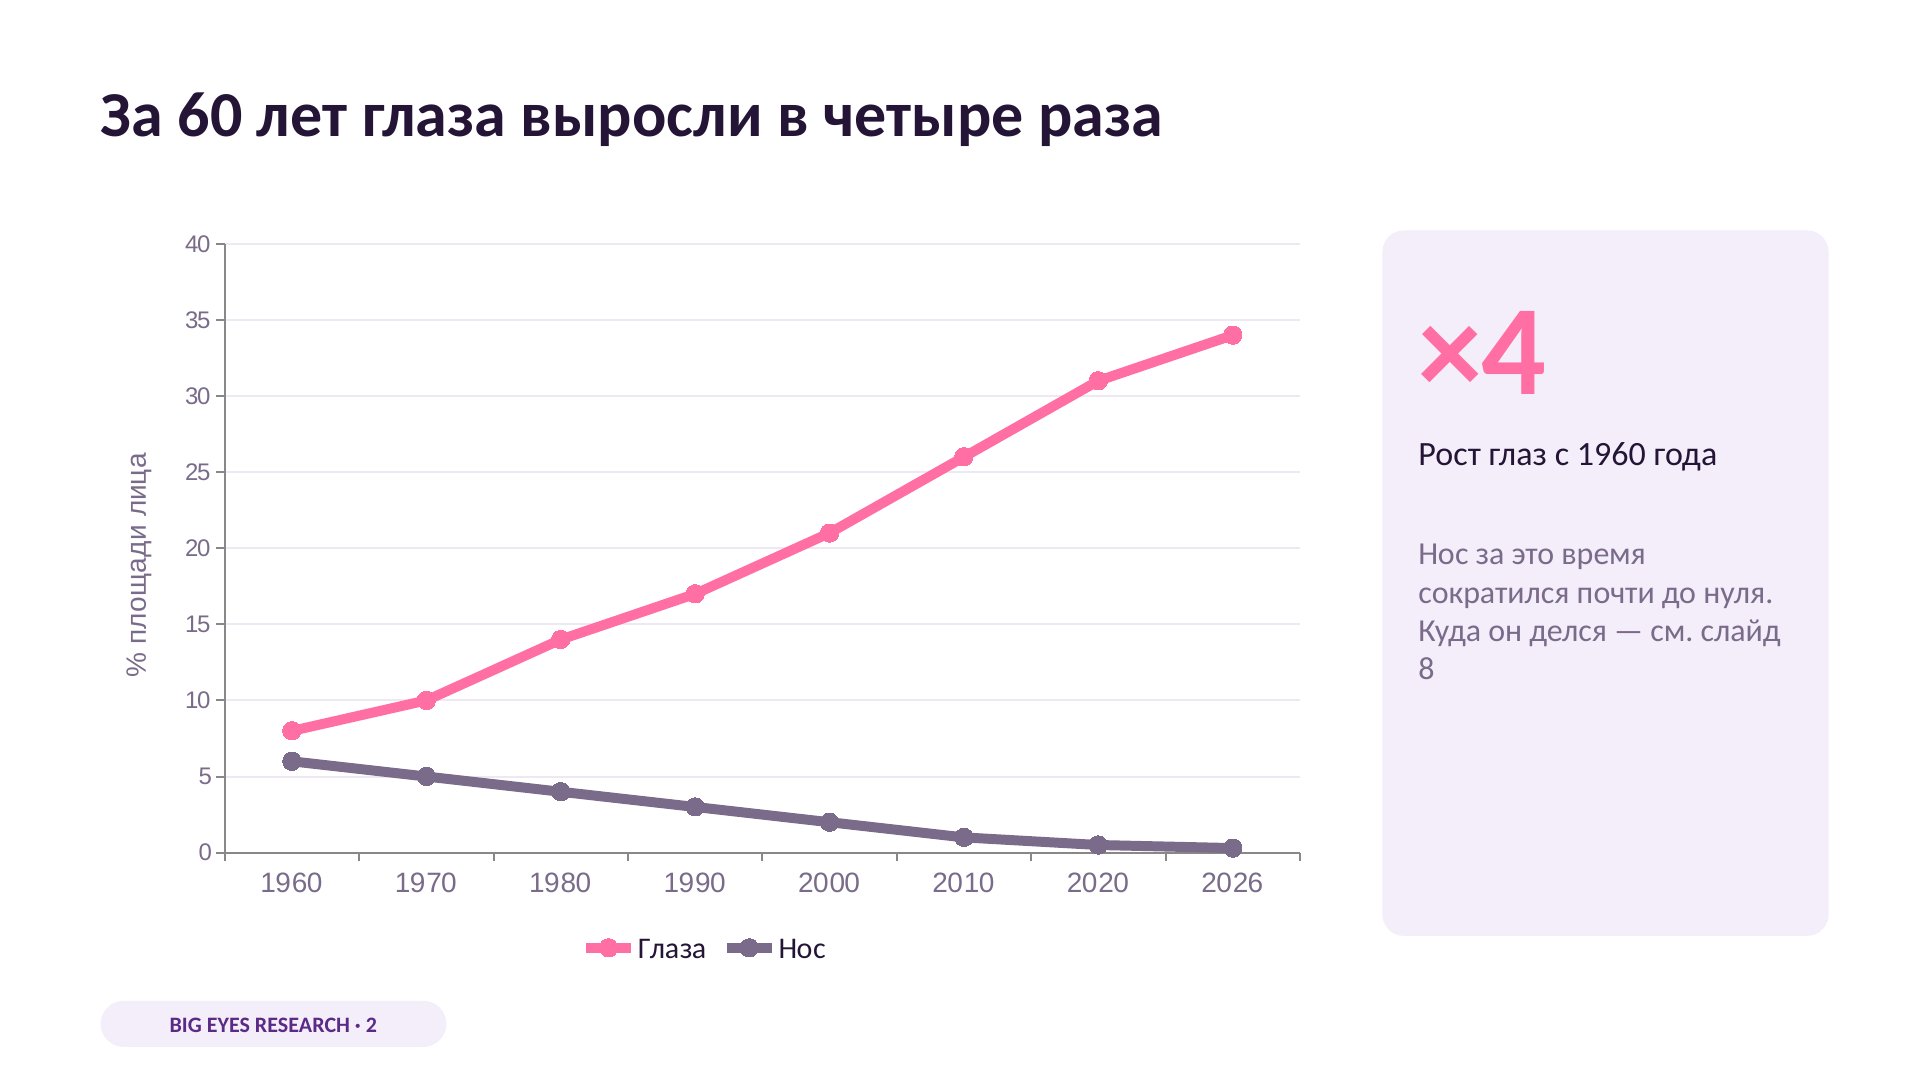 За 60 лет глаза выросли в четыре раза
40
35
30
25
20
15
10
5
0
% площади лица
1960 1970 1980 1990 2000 2010 2020 2026
Глаза Нос
×4
Рост глаз с 1960 года
Нос за это время
сократился почти до нуля.
Куда он делся — см. слайд
8
BIG EYES RESEARCH · 2